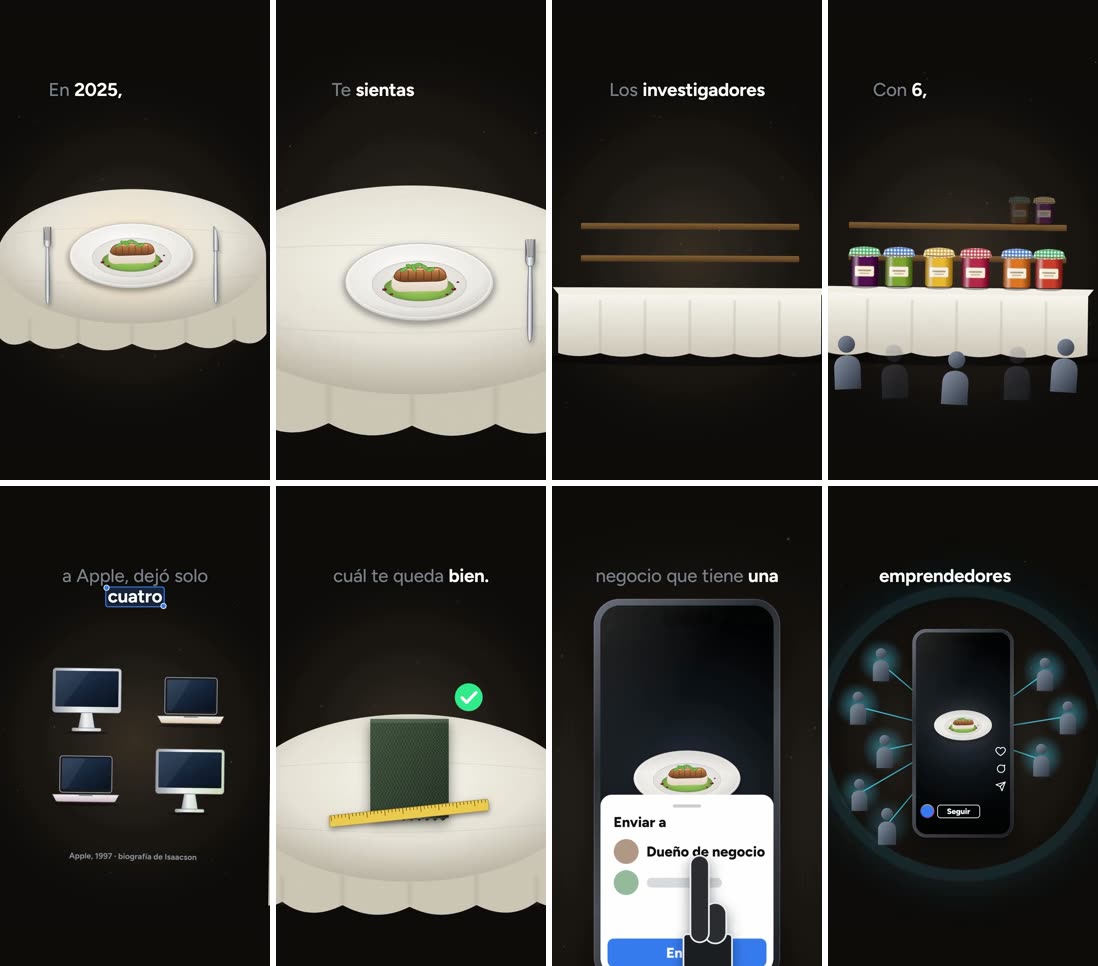 En 2025,
Te sientas
Los investigadores
Con 6,
a Apple, dejó solo
cuatro
Apple, 1997 · biografía de Isaacson
cuál te queda bien.
negocio que tiene una
Enviar a
Dueño de negocio
En
emprendedores
Seguir